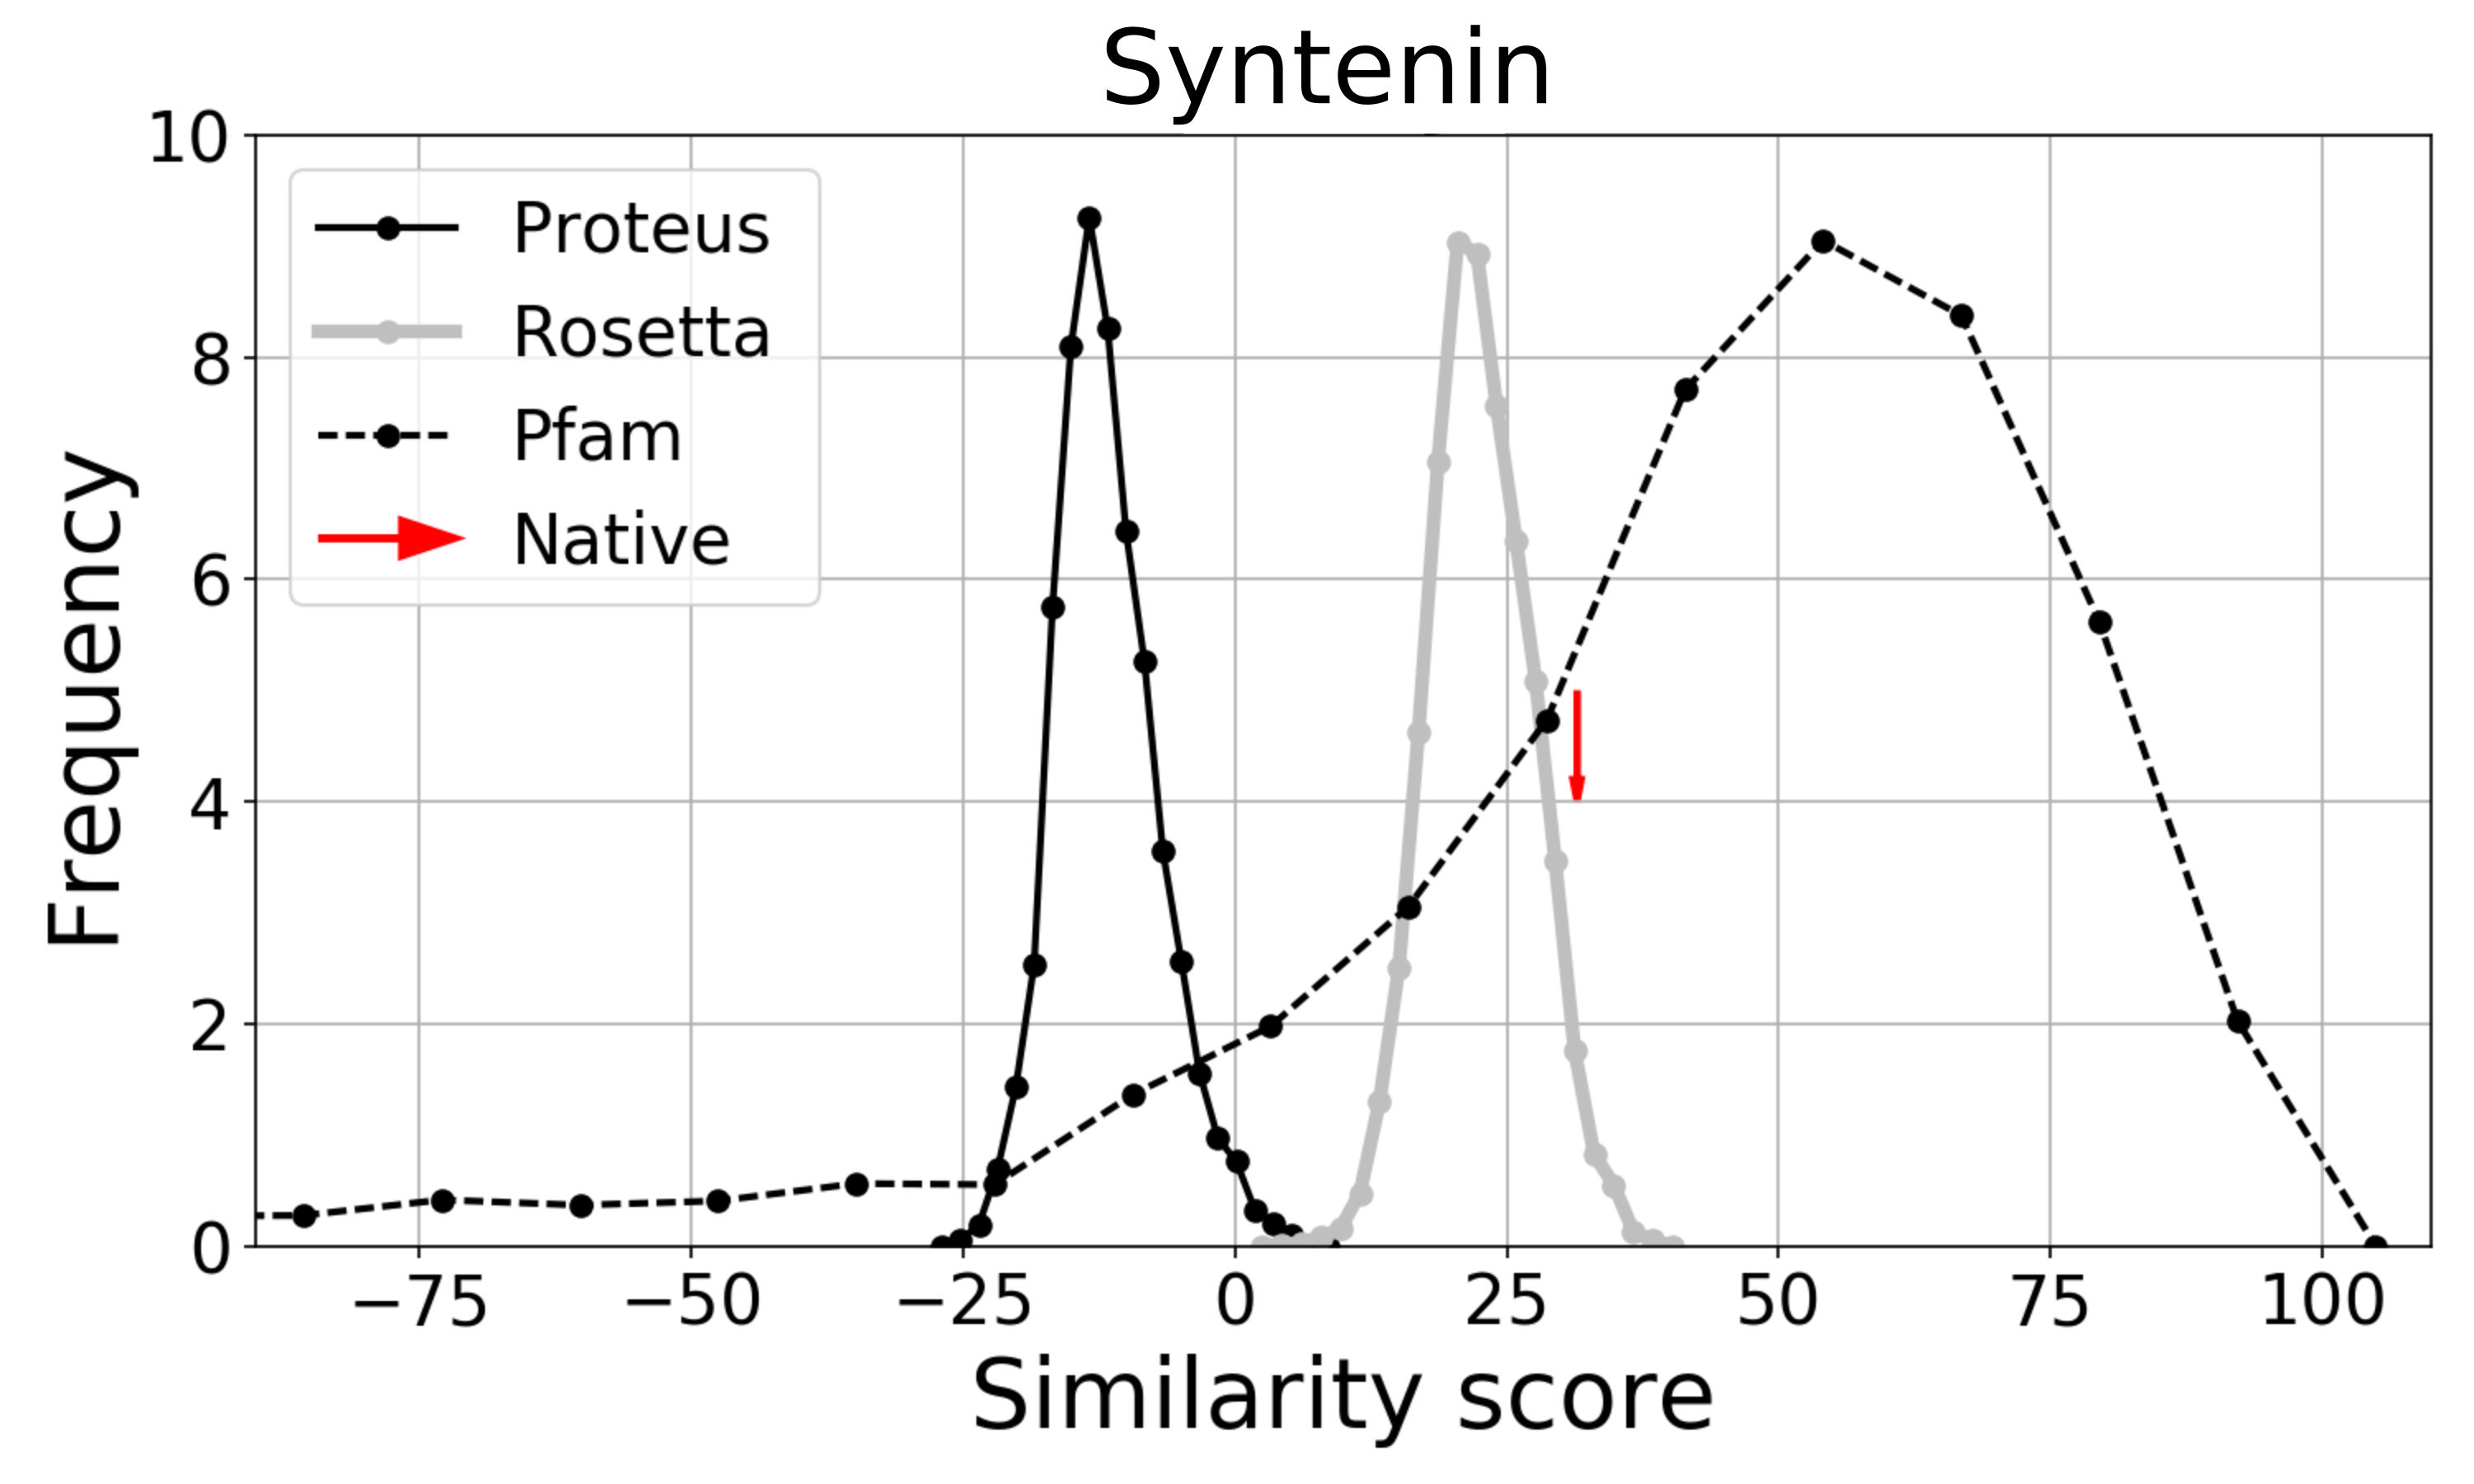 Syntenin
10
8
6
4
2
0
Frequency
Proteus
Rosetta
Pfam
Native
−75 −50 −25 0 25 50 75 100
Similarity score